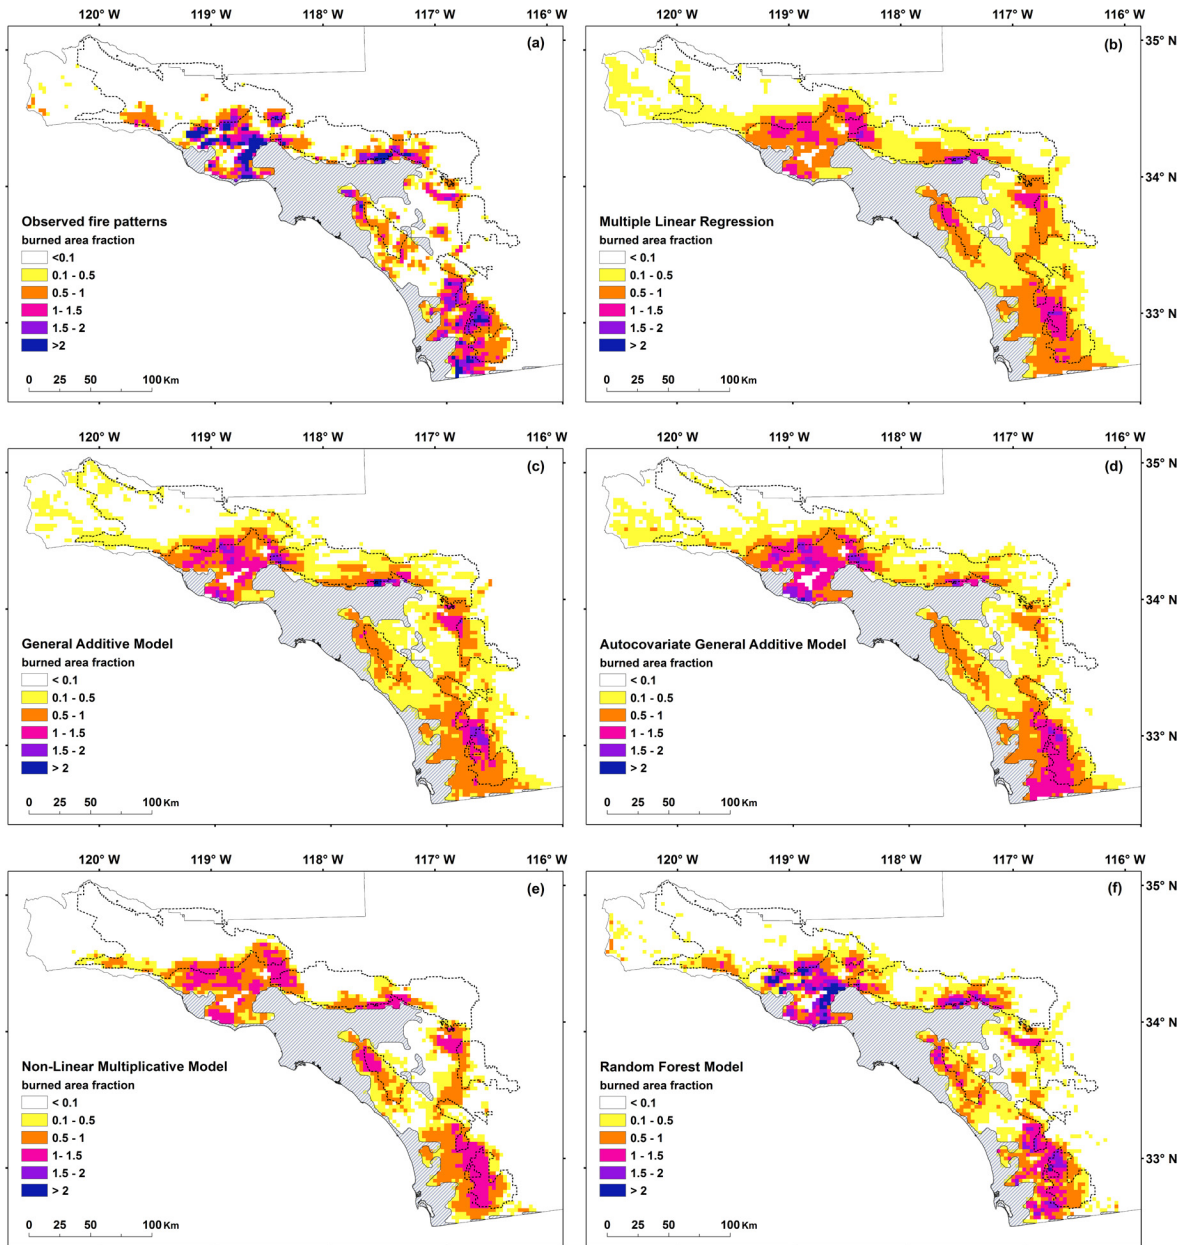 120° W 119° W 118° W 117° W 116° W
(a)
Observed fire patterns
burned area fraction
<0.1
0.1 - 0.5
0.5 - 1
1 - 1.5
1.5 - 2
>2
0 25 50 100 Km
120° W 119° W 118° W 117° W 116° W
(b)
35° N
34° N
33° N
Multiple Linear Regression
burned area fraction
< 0.1
0.1- 0.5
0.5 - 1
1 - 1.5
1.5 - 2
> 2
0 25 50 100 Km
120° W 119° W 118° W 117° W 116° W
(c)
General Additive Model
burned area fraction
< 0.1
0.1 - 0.5
0.5 - 1
1 - 1.5
1.5 - 2
> 2
0 25 50 100 Km
120° W 119° W 118° W 117° W 116° W
(d)
35° N
34° N
33° N
Autocovariate General Additive Model
burned area fraction
< 0.1
0.1 - 0.5
0.5 - 1
1 - 1.5
1.5 - 2
> 2
0 25 50 100 Km
120° W 119° W 118° W 117° W 116° W
(e)
Non-Linear Multiplicative Model
burned area fraction
< 0.1
0.1 - 0.5
0.5 - 1
1 - 1.5
1.5 - 2
> 2
0 25 50 100 Km
120° W 119° W 118° W 117° W 116° W
(f)
35° N
34° N
33° N
Random Forest Model
burned area fraction
< 0.1
0.1 - 0.5
0.5 - 1
1 - 1.5
1.5 - 2
> 2
0 25 50 100 Km